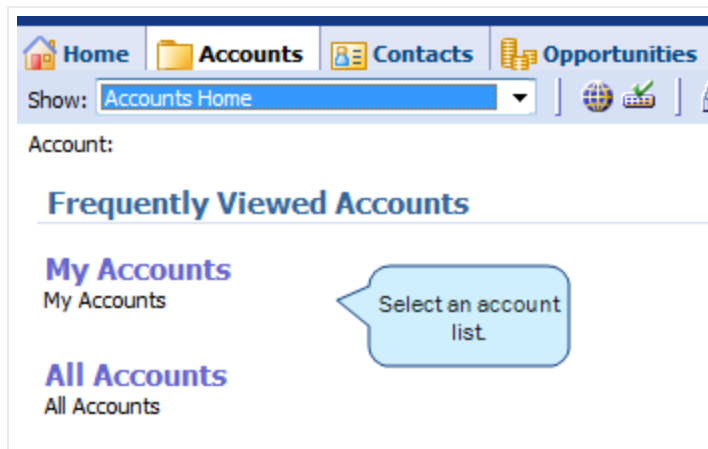 Home Accounts Contacts Opportunities
Show: Accounts Home
Account:
Frequently Viewed Accounts
My Accounts
My Accounts
Select an account
list.
All Accounts
All Accounts